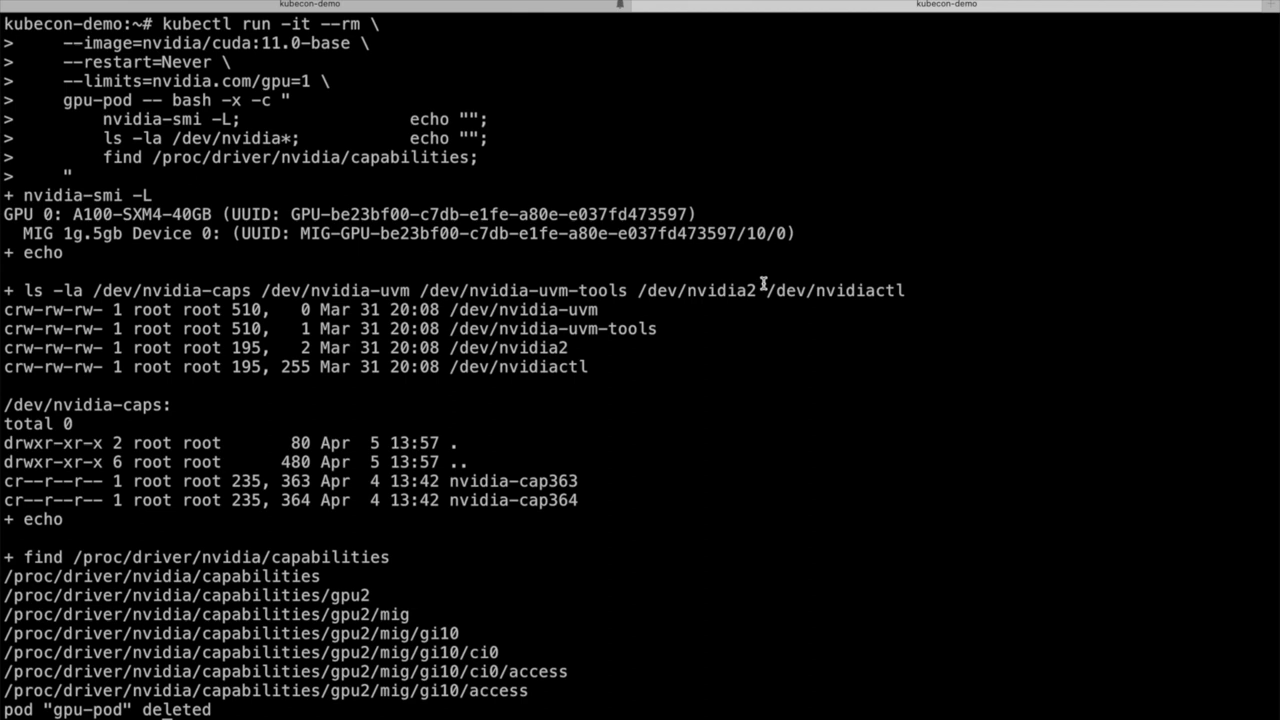 kubecon-demo
kubecon-demo
kubecon-demo:~# kubectl run -it --rm \
>     --image=nvidia/cuda:11.0-base \
>     --restart=Never \
>     --limits=nvidia.com/gpu=1 \
>     gpu-pod -- bash -x -c "
>         nvidia-smi -L;                 echo "";
>         ls -la /dev/nvidia*;           echo "";
>         find /proc/driver/nvidia/capabilities;
>     "
+ nvidia-smi -L
GPU 0: A100-SXM4-40GB (UUID: GPU-be23bf00-c7db-e1fe-a80e-e037fd473597)
  MIG 1g.5gb Device 0: (UUID: MIG-GPU-be23bf00-c7db-e1fe-a80e-e037fd473597/10/0)
+ echo
+ ls -la /dev/nvidia-caps /dev/nvidia-uvm /dev/nvidia-uvm-tools /dev/nvidia2 /dev/nvidiactl
crw-rw-rw- 1 root root 510,   0 Mar 31 20:08 /dev/nvidia-uvm
crw-rw-rw- 1 root root 510,   1 Mar 31 20:08 /dev/nvidia-uvm-tools
crw-rw-rw- 1 root root 195,   2 Mar 31 20:08 /dev/nvidia2
crw-rw-rw- 1 root root 195, 255 Mar 31 20:08 /dev/nvidiactl
/dev/nvidia-caps:
total 0
drwxr-xr-x 2 root root       80 Apr  5 13:57 .
drwxr-xr-x 6 root root      480 Apr  5 13:57 ..
cr--r--r-- 1 root root 235, 363 Apr  4 13:42 nvidia-cap363
cr--r--r-- 1 root root 235, 364 Apr  4 13:42 nvidia-cap364
+ echo
+ find /proc/driver/nvidia/capabilities
/proc/driver/nvidia/capabilities
/proc/driver/nvidia/capabilities/gpu2
/proc/driver/nvidia/capabilities/gpu2/mig
/proc/driver/nvidia/capabilities/gpu2/mig/gi10
/proc/driver/nvidia/capabilities/gpu2/mig/gi10/ci0
/proc/driver/nvidia/capabilities/gpu2/mig/gi10/ci0/access
/proc/driver/nvidia/capabilities/gpu2/mig/gi10/access
pod "gpu-pod" deleted